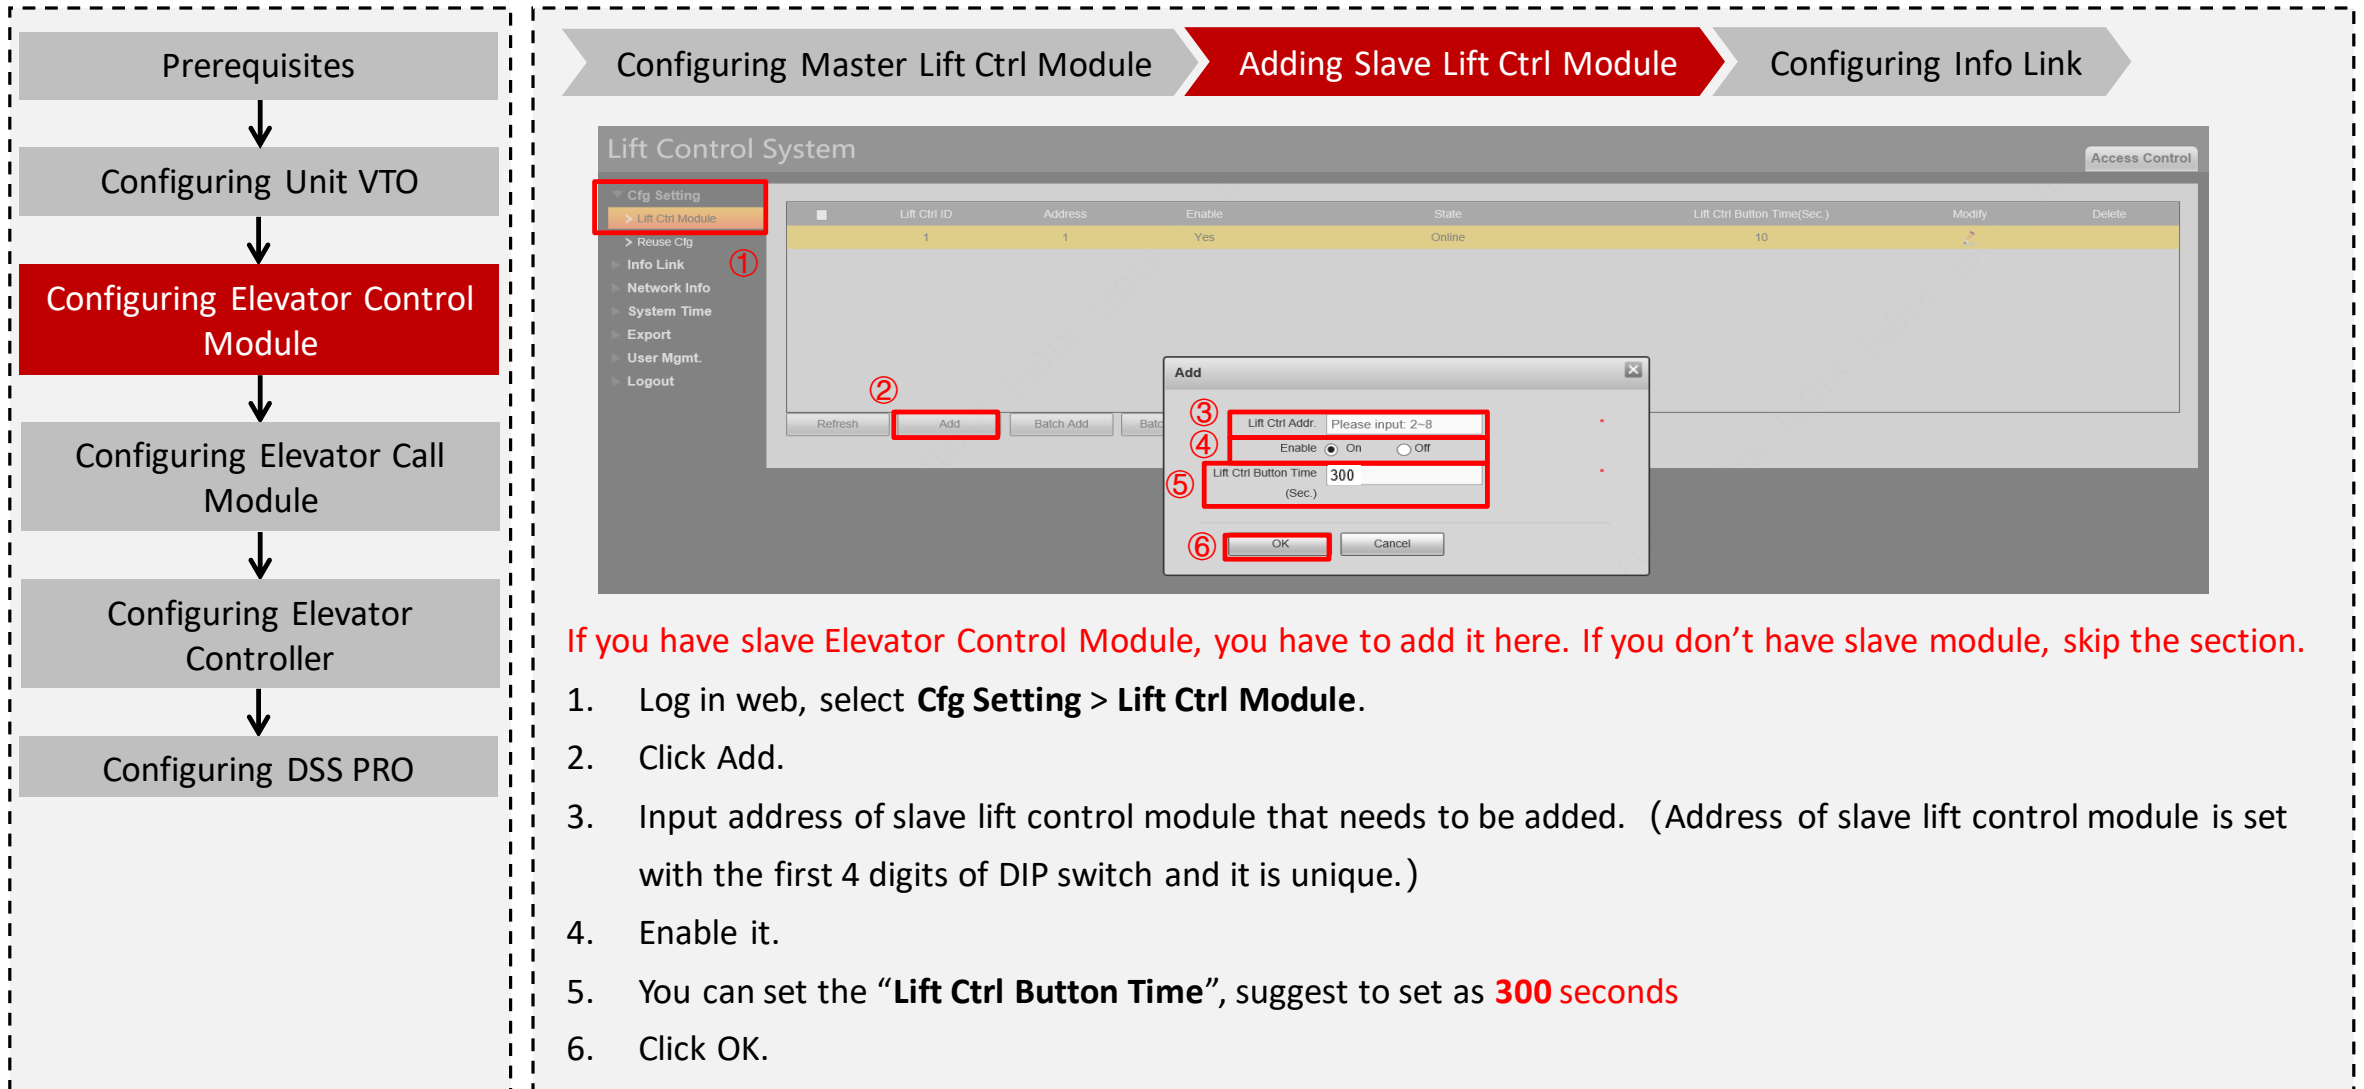 Prerequisites
Configuring Unit VTO
Configuring Elevator Control
Module
Configuring Elevator Call
Module
Configuring Elevator
Controller
Configuring DSS PRO
Configuring Master Lift Ctrl Module
Adding Slave Lift Ctrl Module
Configuring Info Link
Lift Control System
Access Control
Cfg Setting
> Lift Ctrl Module
> Reuse Cfg
Info Link
Network Info
System Time
Export
User Mgmt.
Logout
①
Lift Ctrl ID Address Enable State Lift Ctrl Button Time(Sec.) Modify Delete
1 1 Yes Online 10
②
Refresh Add Batch Add
Add
③ Lift Ctrl Addr. Please input: 2~8 *
④ Enable On Off
⑤ Lift Ctrl Button Time 300 *
(Sec.)
⑥ OK Cancel
If you have slave Elevator Control Module, you have to add it here. If you don’t have slave module, skip the section.
1. Log in web, select Cfg Setting > Lift Ctrl Module.
2. Click Add.
3. Input address of slave lift control module that needs to be added. (Address of slave lift control module is set
with the first 4 digits of DIP switch and it is unique.)
4. Enable it.
5. You can set the “Lift Ctrl Button Time”, suggest to set as 300 seconds
6. Click OK.